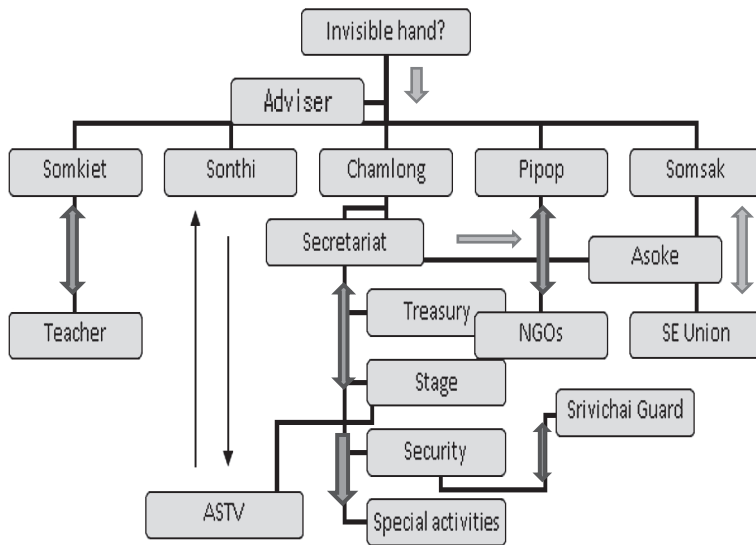 Invisible hand?
Adviser
Somkiet
Sonthi
Chamlong
Pipop
Somsak
Secretariat
Asoke
Teacher
Treasury
NGOs
SE Union
Stage
Srivichai Guard
Security
ASTV
Special activities